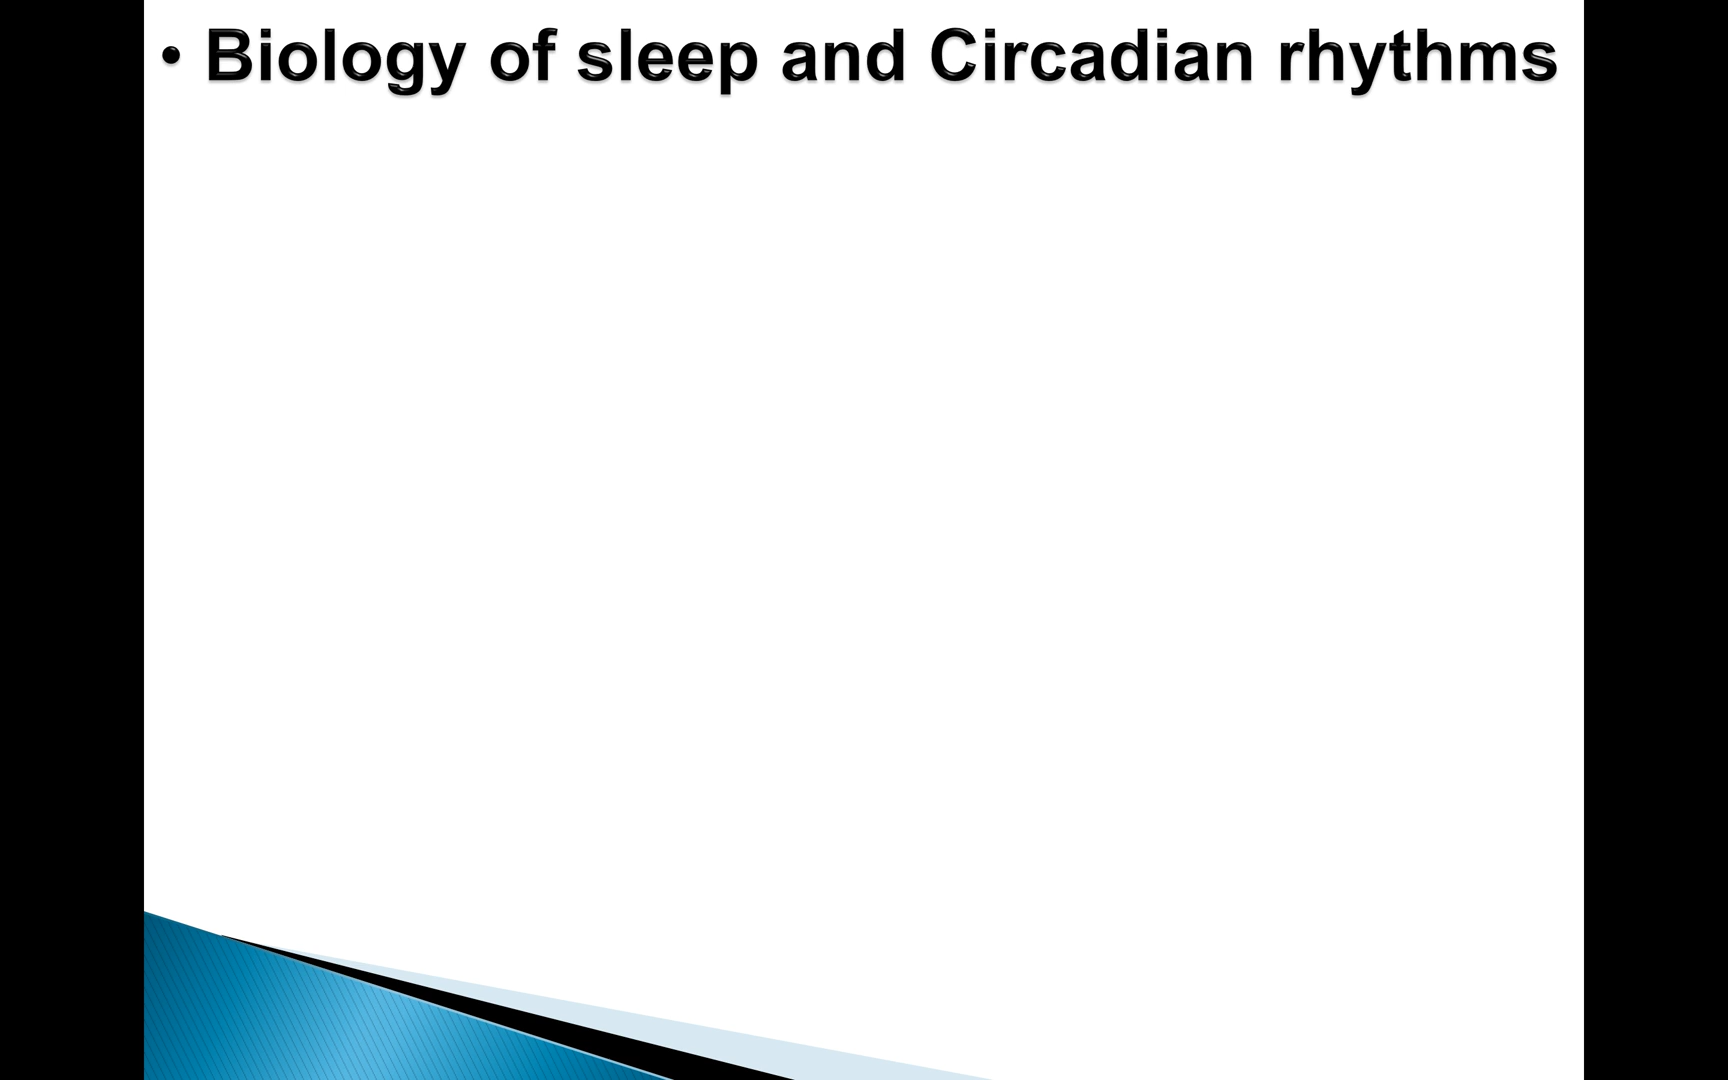 • Biology of sleep and Circadian rhythms